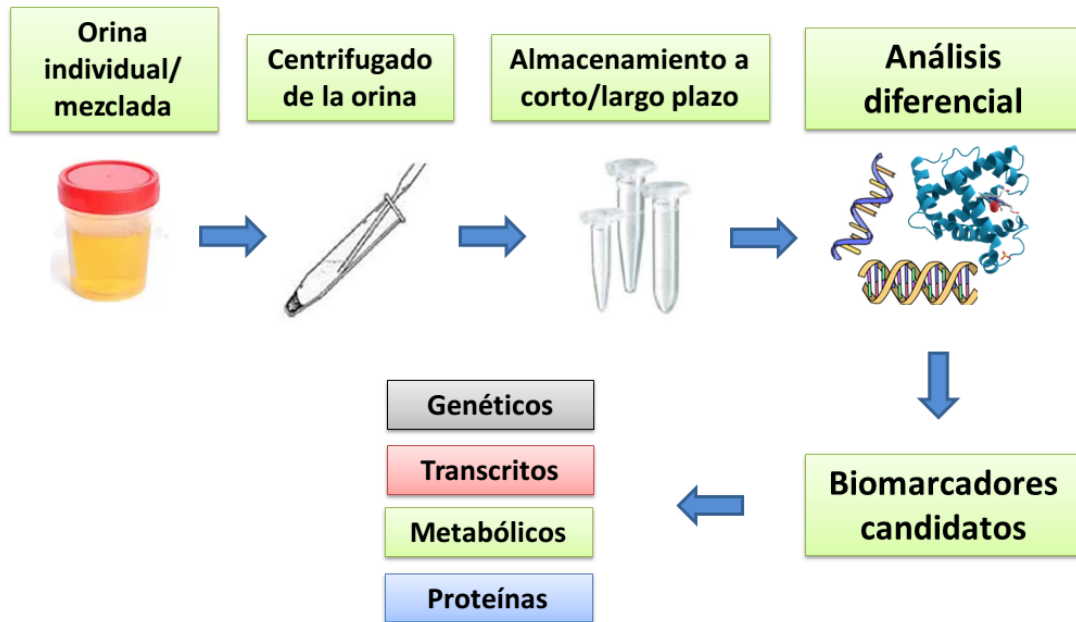 Orina
individual/
mezclada
Centrifugado
de la orina
Almacenamiento a
corto/largo plazo
Análisis
diferencial
Biomarcadores
candidatos
Genéticos
Transcritos
Metabólicos
Proteínas